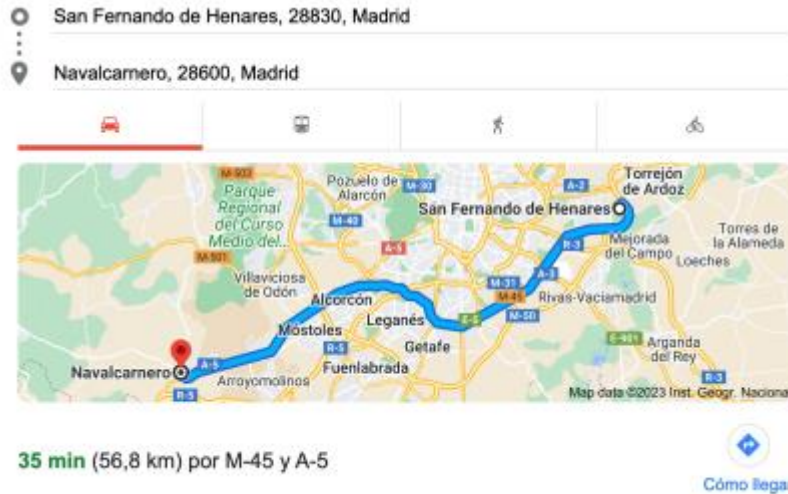 San Fernando de Henares, 28830, Madrid
Navalcarnero, 28600, Madrid
M-503
Parque
Regional
del Curso
Medio del...
Pozuelo de
Alarcón
M-30
A-2
Torrejón
de Ardoz
San Fernando de Henares
M-40
A-5
R-3
Mejorada
del Campo
Torres de
la Alameda
Loeches
M-501
Villaviciosa
de Odón
Alcorcón
M-31
A-3
M-45
Rivas-Vaciamadrid
Móstoles
Leganés
E-5
M-50
Getafe
R-5
Fuenlabrada
E-901
Arganda
del Rey
Navalcarnero
A-5
Arroyomolinos
R-5
R-3
Map data ©2023 Inst. Geogr. Naciona
35 min (56,8 km) por M-45 y A-5
Cómo llega